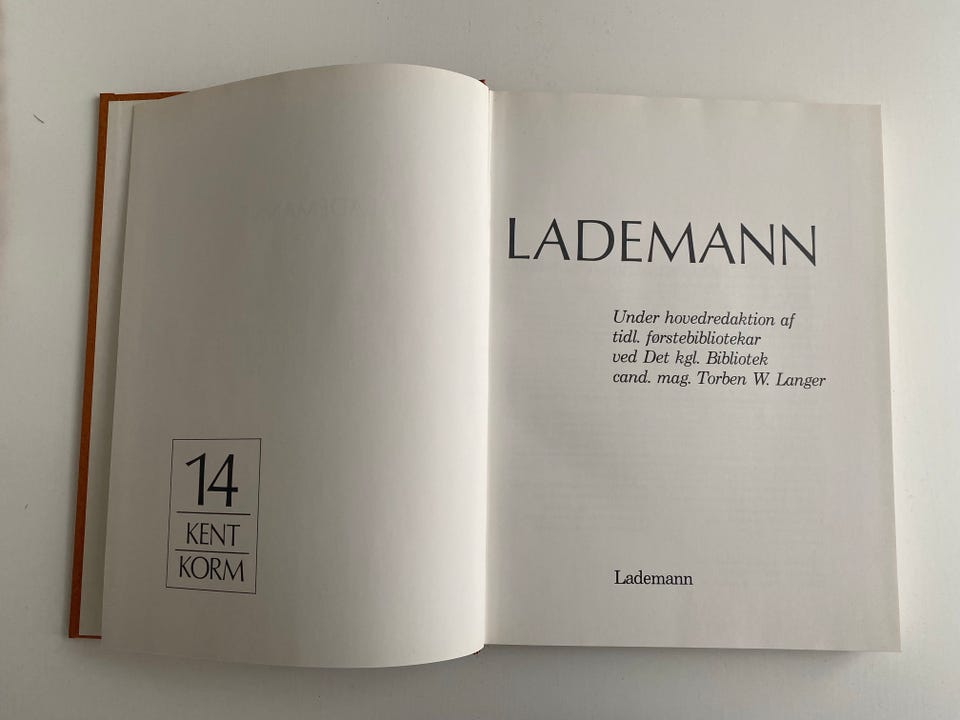 14
KENT
KORM
LADEMANN
Under hovedredaktion af
tidl. førstebibliotekar
ved Det kgl. Bibliotek
cand. mag. Torben W. Langer
Lademann